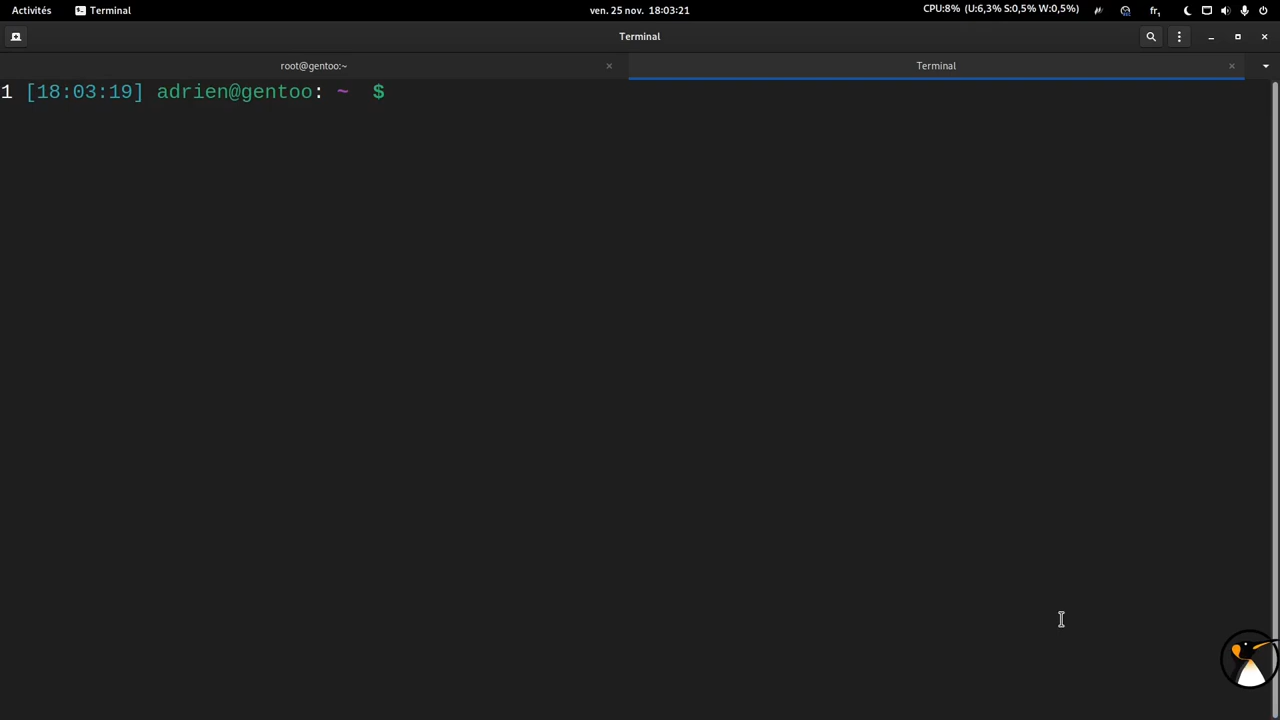 Activités Terminal ven. 25 nov. 18:03:21 CPU:8% (U:6,3% S:0,5% W:0,5%) fr₁
Terminal
root@gentoo:~ Terminal
1 [18:03:19] adrien@gentoo: ~ $